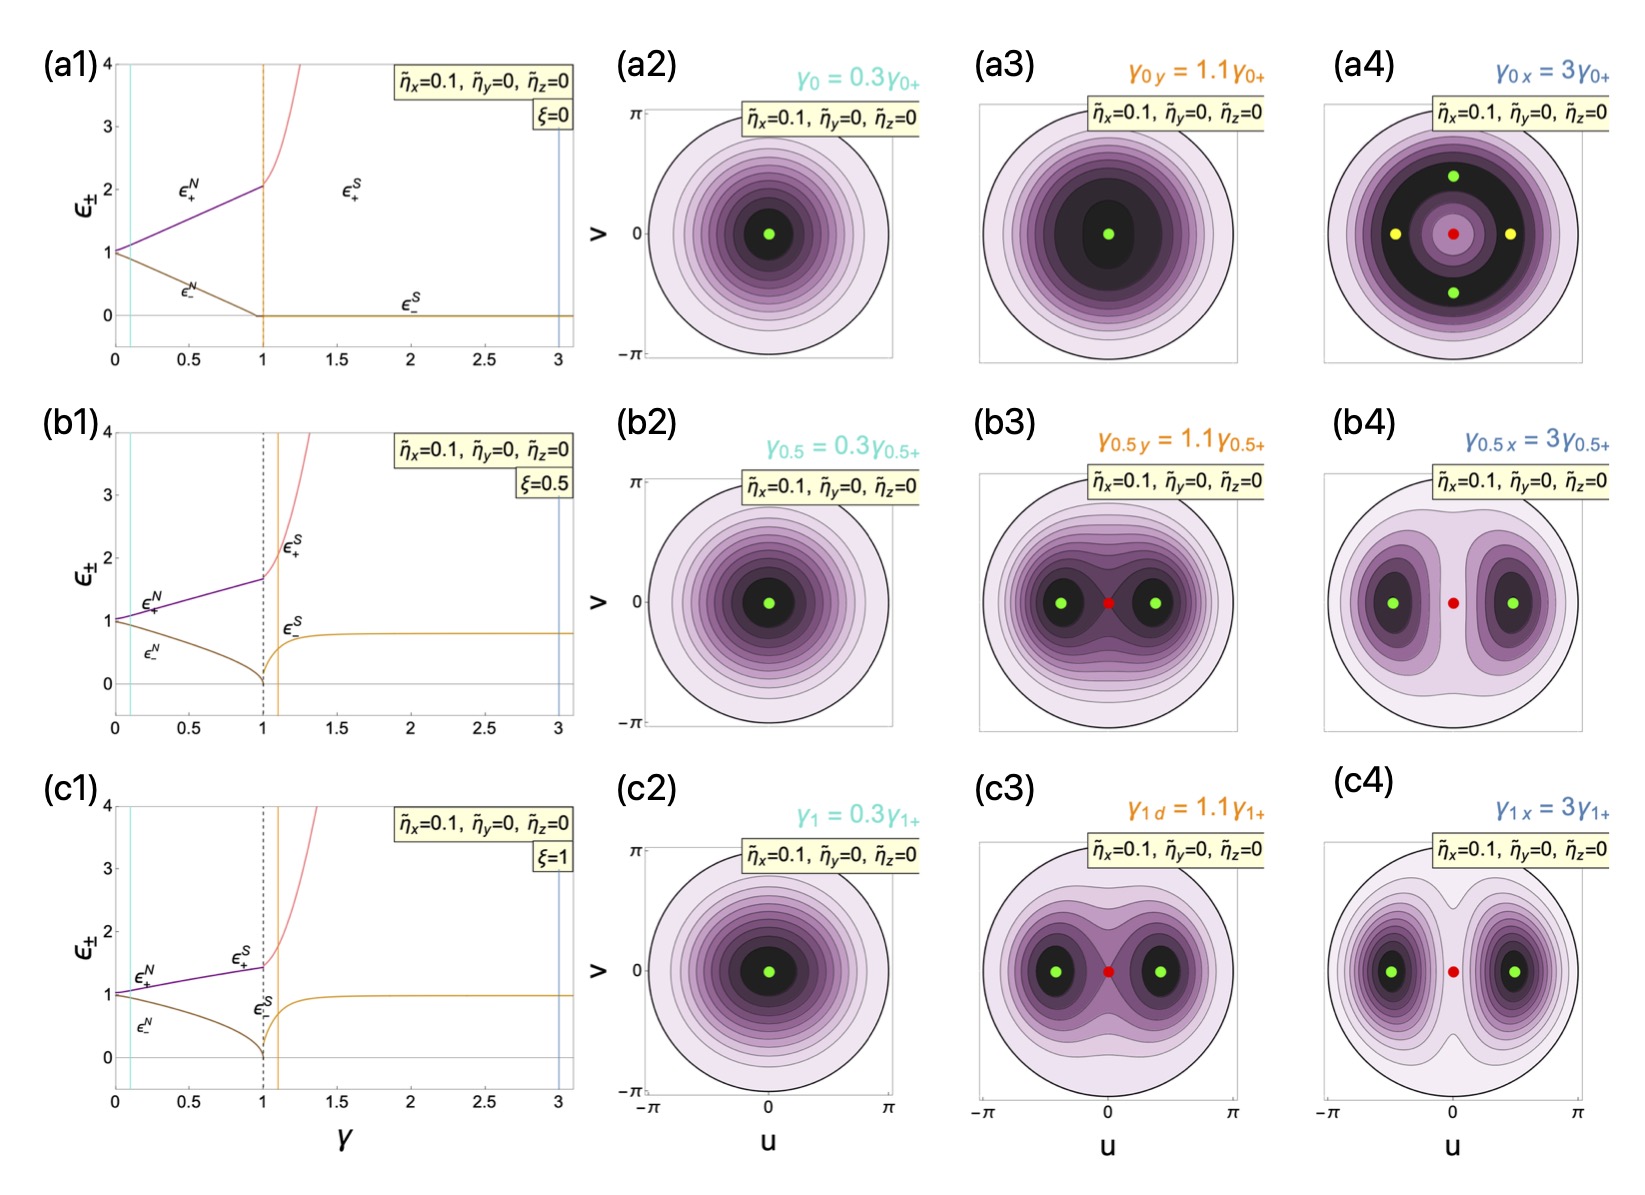 (a1)
4
3
2
1
0
ϵ±
η̃x=0.1, η̃y=0, η̃z=0
ξ=0
ϵ+^N
ϵ+^S
ϵ-^N
ϵ-^S
0 0.5 1 1.5 2 2.5 3
(a2)
γ0 = 0.3γ0+
η̃x=0.1, η̃y=0, η̃z=0
π
v 0
-π
(a3)
γ0 y = 1.1γ0+
η̃x=0.1, η̃y=0, η̃z=0
(a4)
γ0 x = 3γ0+
η̃x=0.1, η̃y=0, η̃z=0
(b1)
4
3
2
1
0
ϵ±
η̃x=0.1, η̃y=0, η̃z=0
ξ=0.5
ϵ+^S
ϵ+^N
ϵ-^S
ϵ-^N
0 0.5 1 1.5 2 2.5 3
(b2)
γ0.5 = 0.3γ0.5+
η̃x=0.1, η̃y=0, η̃z=0
π
v 0
-π
(b3)
γ0.5 y = 1.1γ0.5+
η̃x=0.1, η̃y=0, η̃z=0
(b4)
γ0.5 x = 3γ0.5+
η̃x=0.1, η̃y=0, η̃z=0
(c1)
4
3
2
1
0
ϵ±
η̃x=0.1, η̃y=0, η̃z=0
ξ=1
ϵ+^S
ϵ+^N
ϵ-^S
ϵ-^N
0 0.5 1 1.5 2 2.5 3
γ
(c2)
γ1 = 0.3γ1+
η̃x=0.1, η̃y=0, η̃z=0
π
v 0
-π
-π 0 π
u
(c3)
γ1 d = 1.1γ1+
η̃x=0.1, η̃y=0, η̃z=0
-π 0 π
u
(c4)
γ1 x = 3γ1+
η̃x=0.1, η̃y=0, η̃z=0
-π 0 π
u